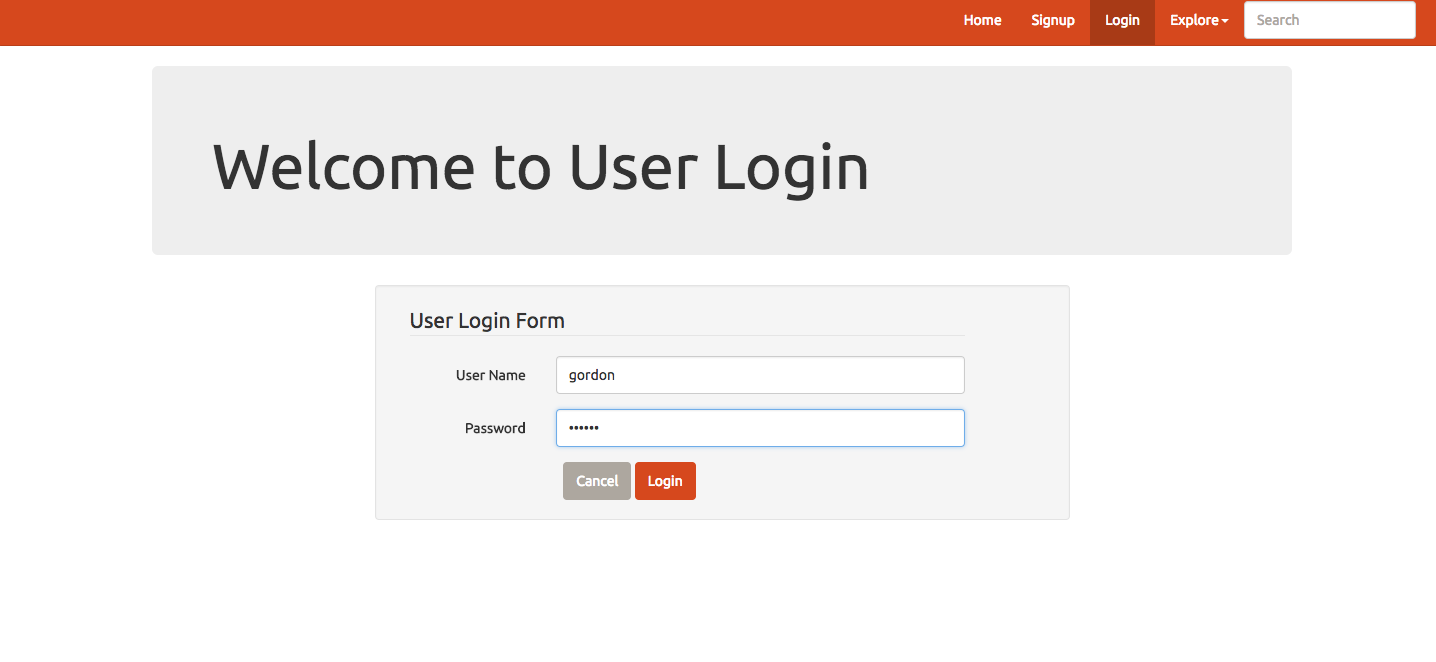 Home Signup Login Explore Search
Welcome to User Login
User Login Form
User Name gordon
Password ••••••
Cancel Login